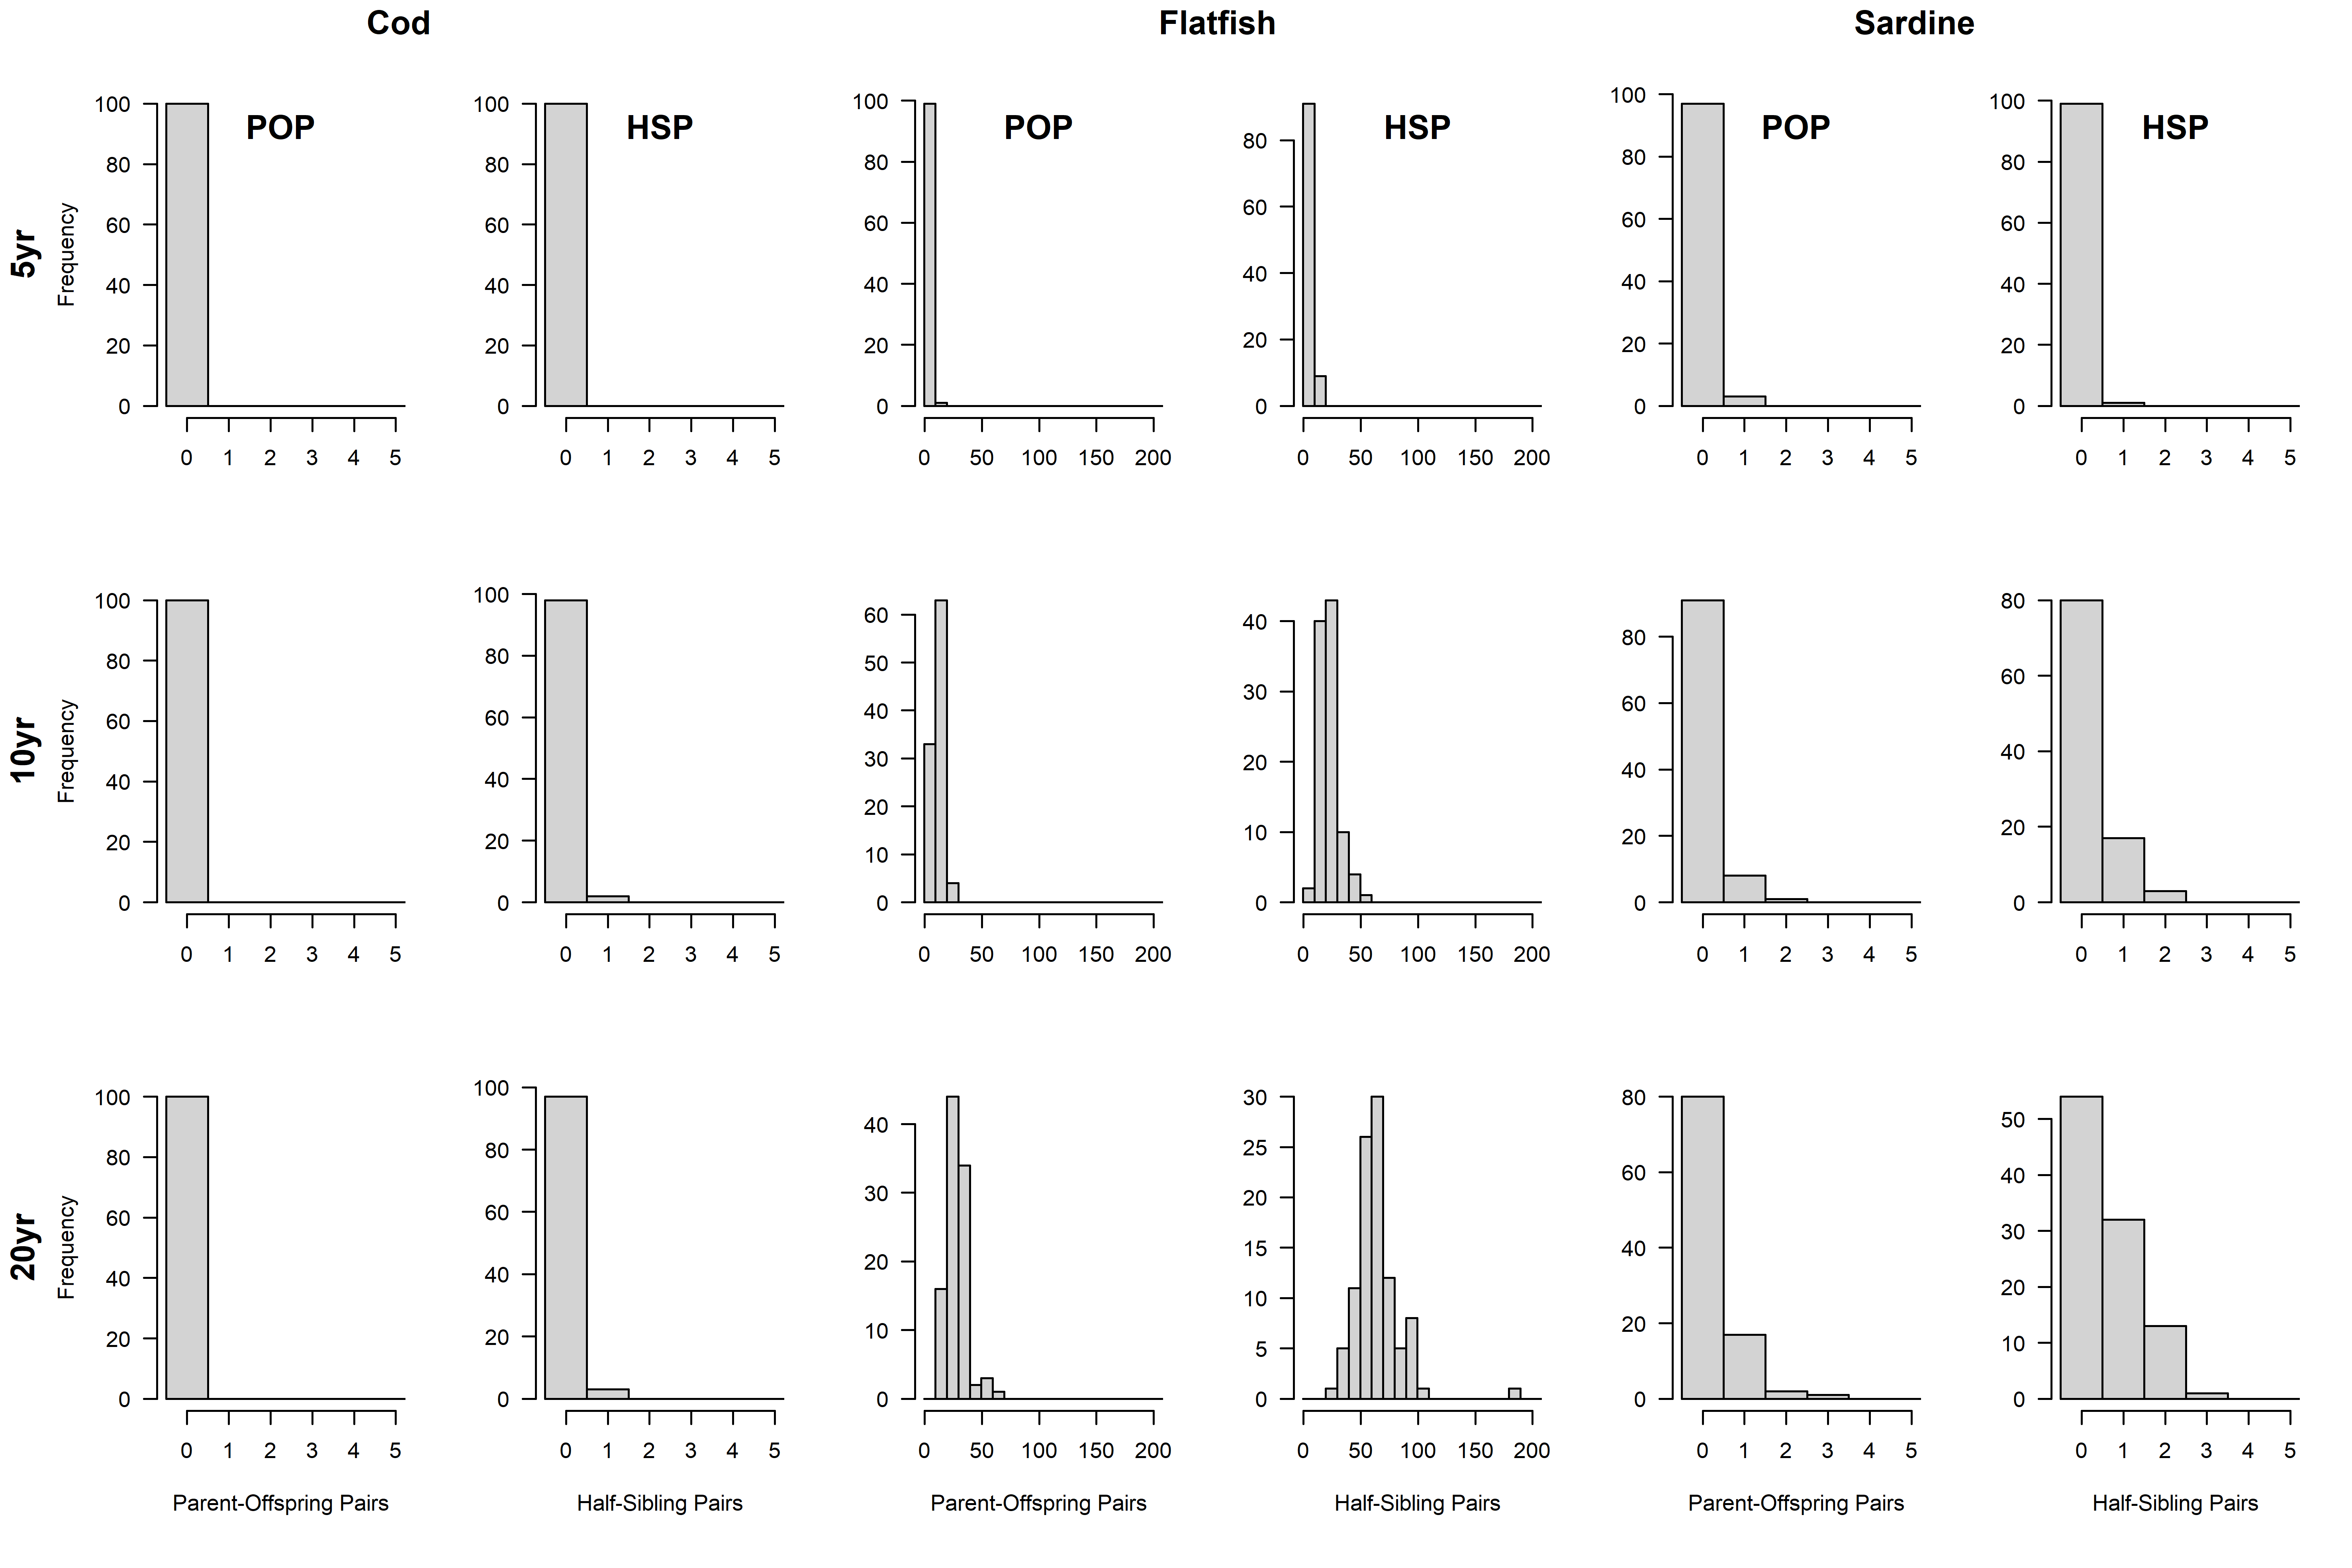 Cod Flatfish Sardine
5yr
Frequency
POP
100 80 60 40 20 0
0 1 2 3 4 5
HSP
100 80 60 40 20 0
0 1 2 3 4 5
POP
100 80 60 40 20 0
0 50 100 150 200
HSP
80 60 40 20 0
0 50 100 150 200
POP
100 80 60 40 20 0
0 1 2 3 4 5
HSP
100 80 60 40 20 0
0 1 2 3 4 5
10yr
Frequency
100 80 60 40 20 0
0 1 2 3 4 5
100 80 60 40 20 0
0 1 2 3 4 5
60 50 40 30 20 10 0
0 50 100 150 200
40 30 20 10 0
0 50 100 150 200
80 60 40 20 0
0 1 2 3 4 5
80 60 40 20 0
0 1 2 3 4 5
20yr
Frequency
100 80 60 40 20 0
0 1 2 3 4 5
Parent-Offspring Pairs
100 80 60 40 20 0
0 1 2 3 4 5
Half-Sibling Pairs
40 30 20 10 0
0 50 100 150 200
Parent-Offspring Pairs
30 25 20 15 10 5 0
0 50 100 150 200
Half-Sibling Pairs
80 60 40 20 0
0 1 2 3 4 5
Parent-Offspring Pairs
50 40 30 20 10 0
0 1 2 3 4 5
Half-Sibling Pairs